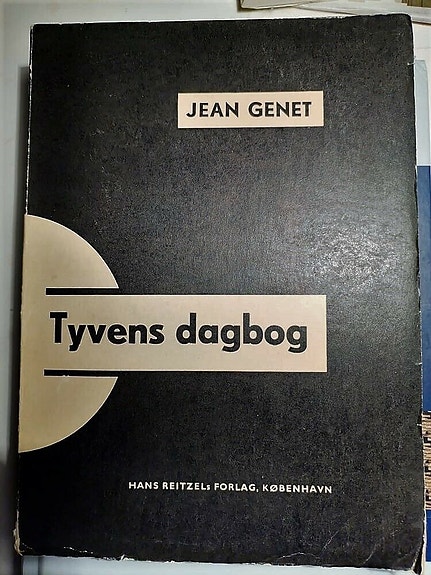 JEAN GENET
Tyvens dagbog
HANS REITZELs FORLAG, KØBENHAVN